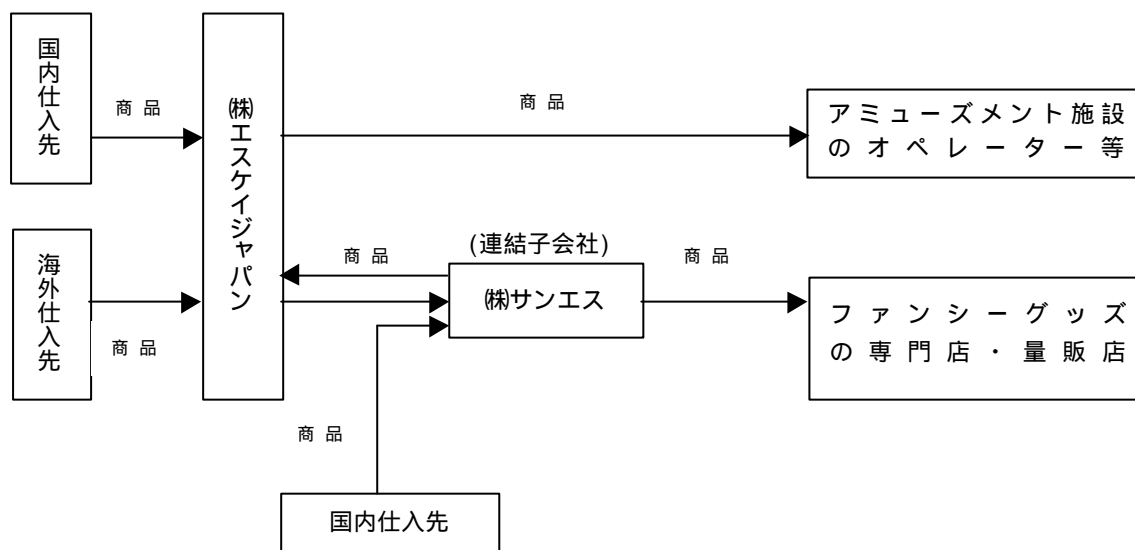 国内仕入先
商品
㈱エスケイジャパン
商品
アミューズメント施設
のオペレーター等
海外仕入先
商品
商品
(連結子会社)
㈱サンエス
商品
ファンシーグッズ
の専門店・量販店
商品
国内仕入先